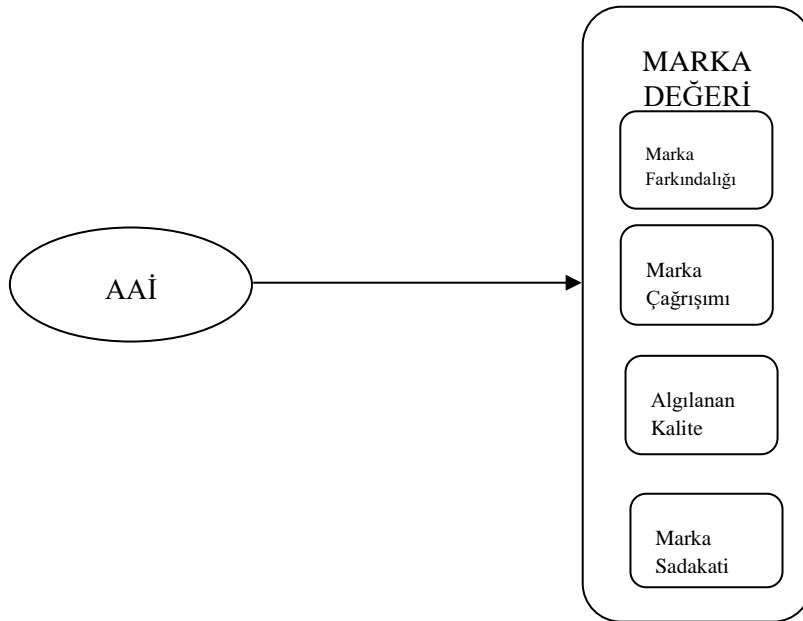 MARKA
DEĞERİ
Marka
Farkındalığı
AAİ
Marka
Çağrışımı
Algılanan
Kalite
Marka
Sadakati